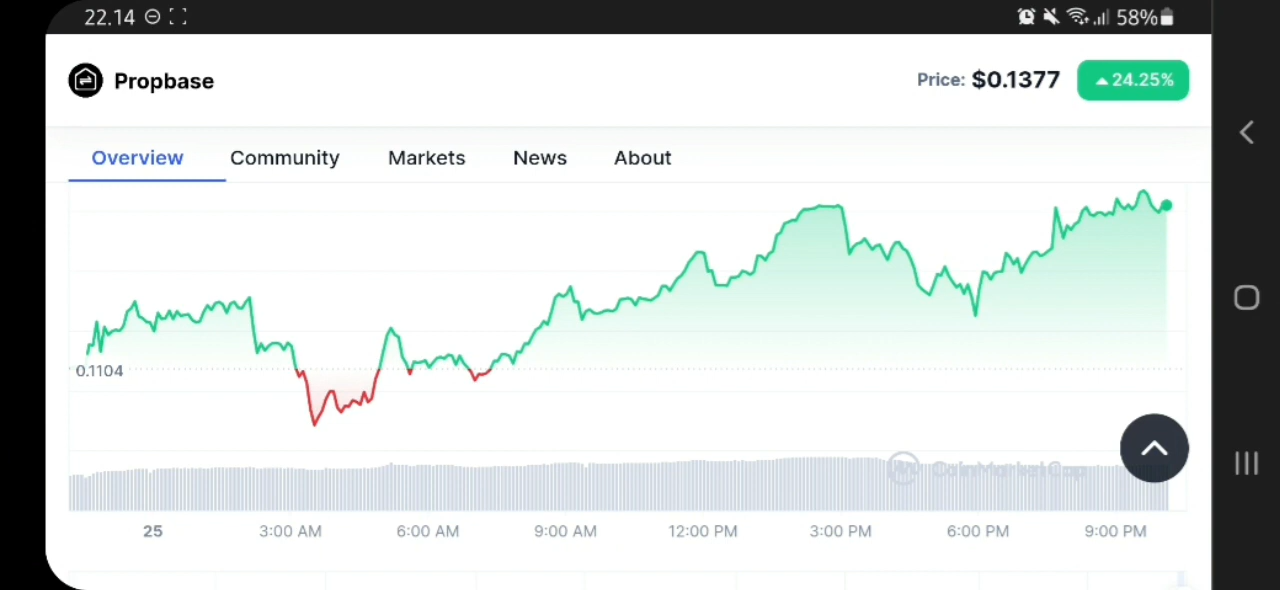 22.14 58%
Propbase Price: $0.1377 24.25%
Overview Community Markets News About
0.1104
CoinMarketCap
25 3:00 AM 6:00 AM 9:00 AM 12:00 PM 3:00 PM 6:00 PM 9:00 PM